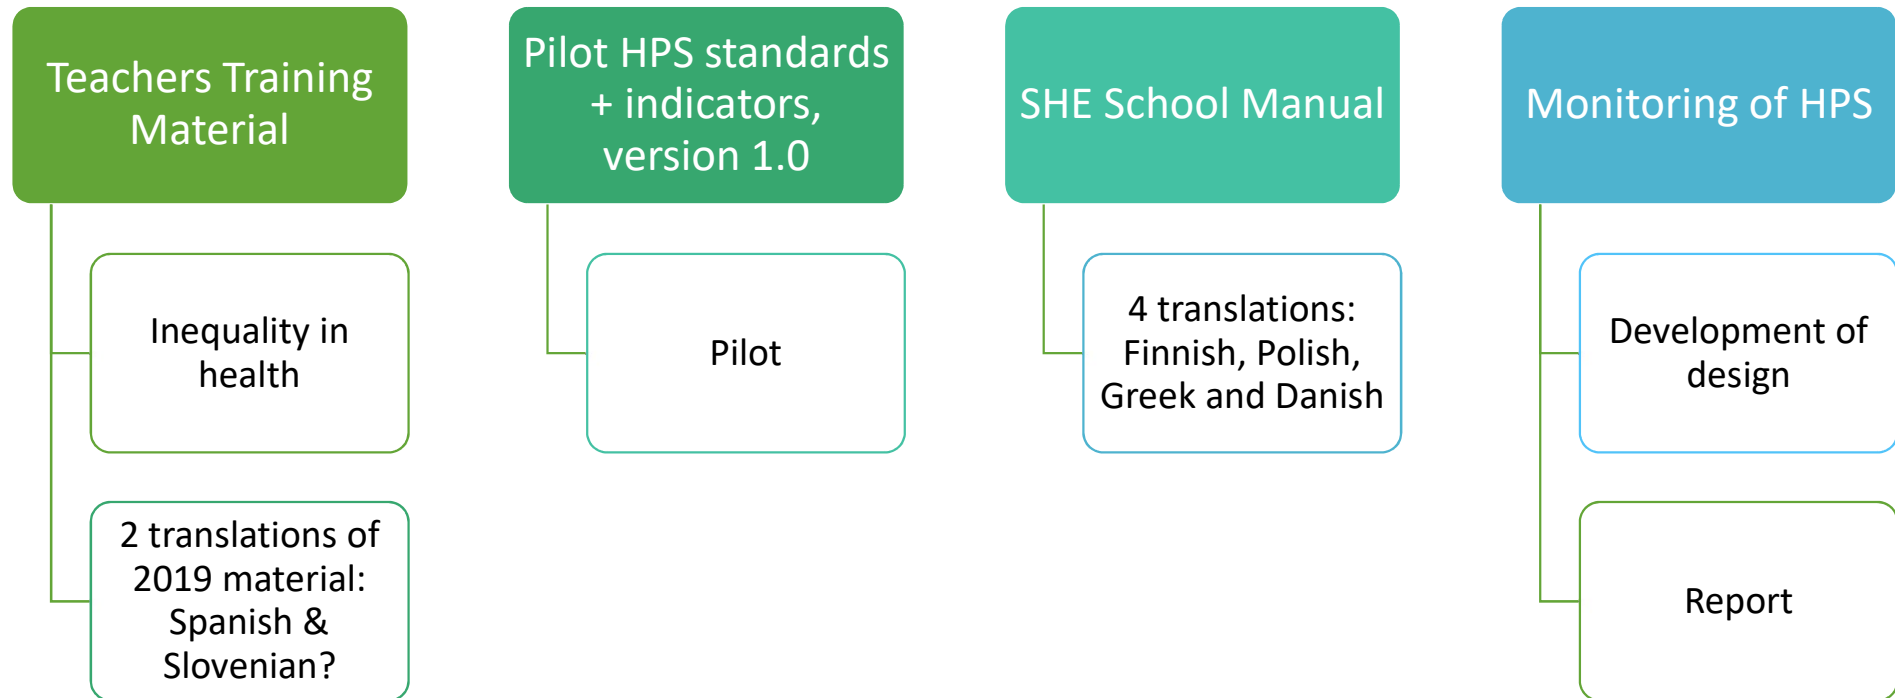 Teachers Training
Material
Inequality in
health
2 translations of
2019 material:
Spanish &
Slovenian?
Pilot HPS standards
+ indicators,
version 1.0
Pilot
SHE School Manual
4 translations:
Finnish, Polish,
Greek and Danish
Monitoring of HPS
Development of
design
Report